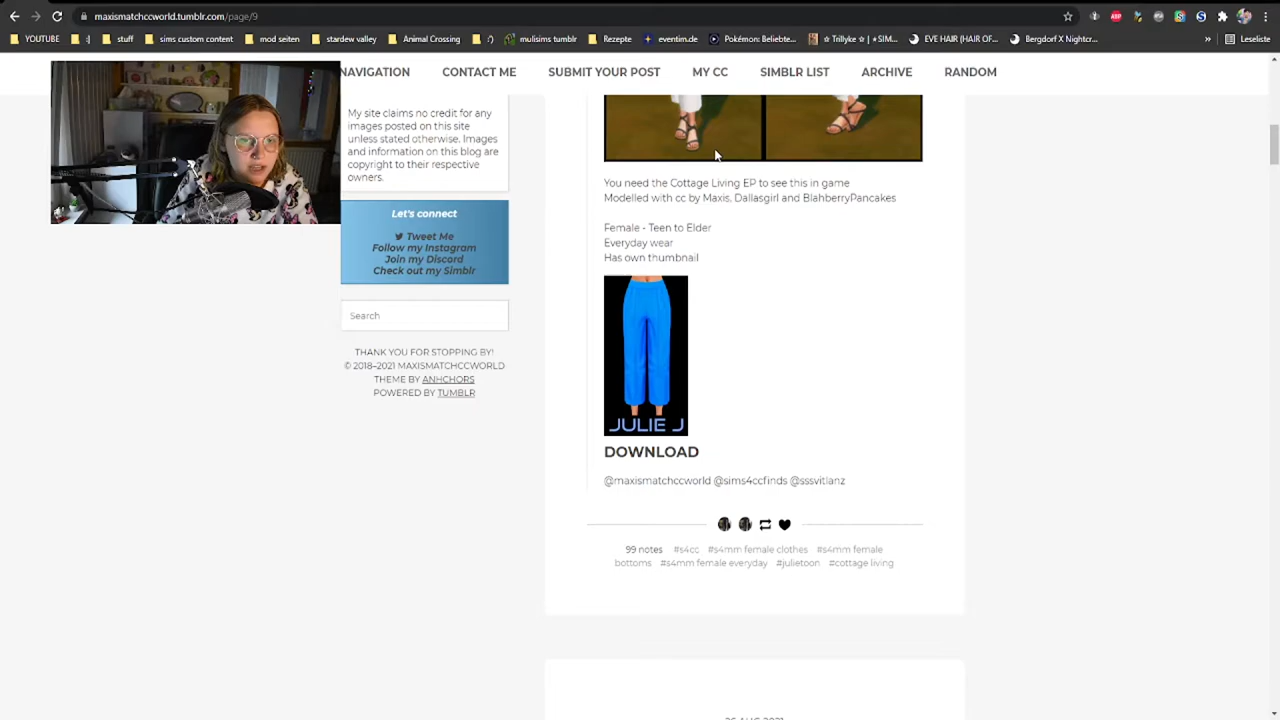 maxismatchccworld.tumblr.com/page/9
YOUTUBE
:)
stuff
sims custom content
mod seiten
stardew valley
Animal Crossing
mulisims tumblr
Rezepte
eventim.de
Pokémon: Beliebte...
☆ Trillyke ☆ | ✶ SIM...
EVE HAIR (HAIR OF...
Bergdorf X Nightcr...
»
Leseliste
NAVIGATION
CONTACT ME
SUBMIT YOUR POST
MY CC
SIMBLR LIST
ARCHIVE
RANDOM
My site claims no credit for any
images posted on this site
unless stated otherwise. Images
and information on this blog are
copyright to their respective
owners.
Let's connect
Tweet Me
Follow my Instagram
Join my Discord
Check out my Simblr
Search
THANK YOU FOR STOPPING BY!
© 2018–2021 MAXISMATCHCCWORLD
THEME BY ANHCHORS
POWERED BY TUMBLR
You need the Cottage Living EP to see this in game
Modelled with cc by Maxis, Dallasgirl and BlahberryPancakes
Female - Teen to Elder
Everyday wear
Has own thumbnail
JULIE J
DOWNLOAD
@maxismatchccworld @sims4ccfinds @sssvitlanz
99 notes #s4cc #s4mm female clothes #s4mm female
bottoms #s4mm female everyday #julietoon #cottage living
26 AUG 2021